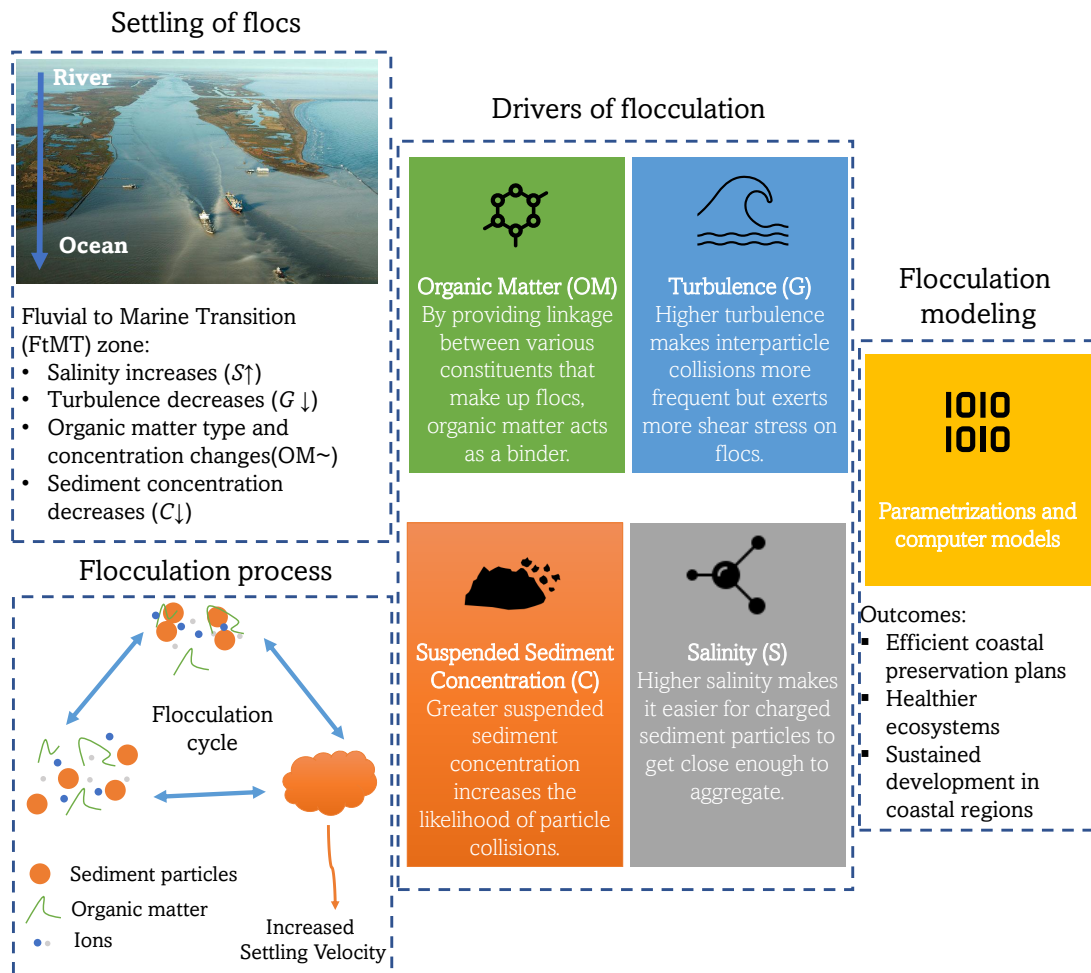 Settling of flocs
River
Ocean
Fluvial to Marine Transition
(FtMT) zone:
• Salinity increases (S↑)
• Turbulence decreases (G ↓)
• Organic matter type and
concentration changes(OM~)
• Sediment concentration
decreases (C↓)
Flocculation process
Flocculation
cycle
Sediment particles
Organic matter
Ions
Increased
Settling Velocity
Drivers of flocculation
Organic Matter (OM)
By providing linkage
between various
constituents that
make up flocs,
organic matter acts
as a binder.
Turbulence (G)
Higher turbulence
makes interparticle
collisions more
frequent but exerts
more shear stress on
flocs.
Suspended Sediment
Concentration (C)
Greater suspended
sediment
concentration
increases the
likelihood of particle
collisions.
Salinity (S)
Higher salinity makes
it easier for charged
sediment particles to
get close enough to
aggregate.
Flocculation
modeling
1010
1010
Parametrizations and
computer models
Outcomes:
▪ Efficient coastal
preservation plans
▪ Healthier
ecosystems
▪ Sustained
development in
coastal regions